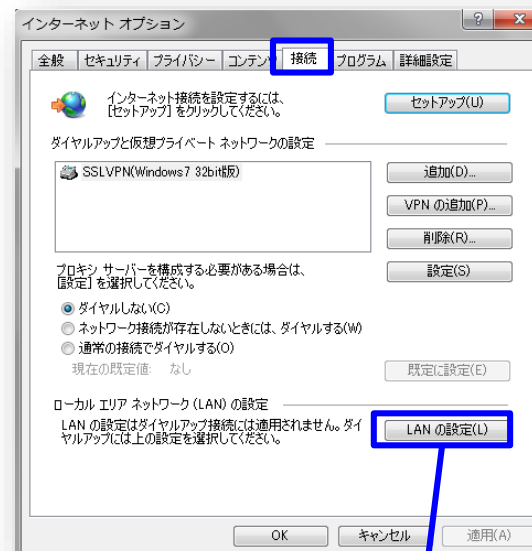 インターネット オプション
全般 セキュリティ プライバシー コンテンツ 接続 プログラム 詳細設定
インターネット接続を設定するには、
[セットアップ] をクリックしてください。
セットアップ(U)
ダイヤルアップと仮想プライベート ネットワークの設定
SSLVPN(Windows7 32bit版)
追加(D)...
VPN の追加(P)...
削除(R)...
プロキシ サーバーを構成する必要がある場合は、
[設定] を選択してください。
設定(S)
ダイヤルしない(C)
ネットワーク接続が存在しないときには、ダイヤルする(W)
通常の接続でダイヤルする(O)
現在の既定値: なし
既定に設定(E)
ローカル エリア ネットワーク (LAN) の設定
LAN の設定はダイヤルアップ接続には適用されません。ダイ
ヤルアップには上の設定を選択してください。
LAN の設定(L)
OK キャンセル 適用(A)